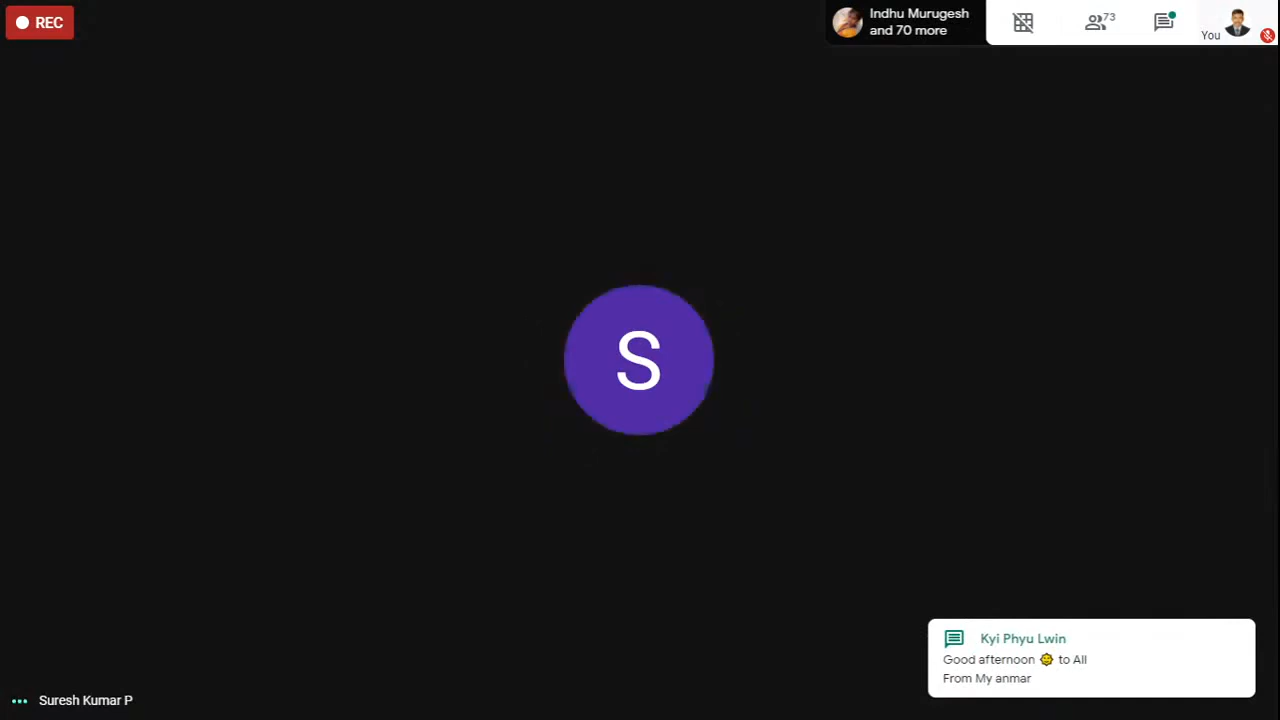 REC
Indhu Murugesh
and 70 more
73
You
S
Kyi Phyu Lwin
Good afternoon 🌞 to All
From My anmar
Suresh Kumar P